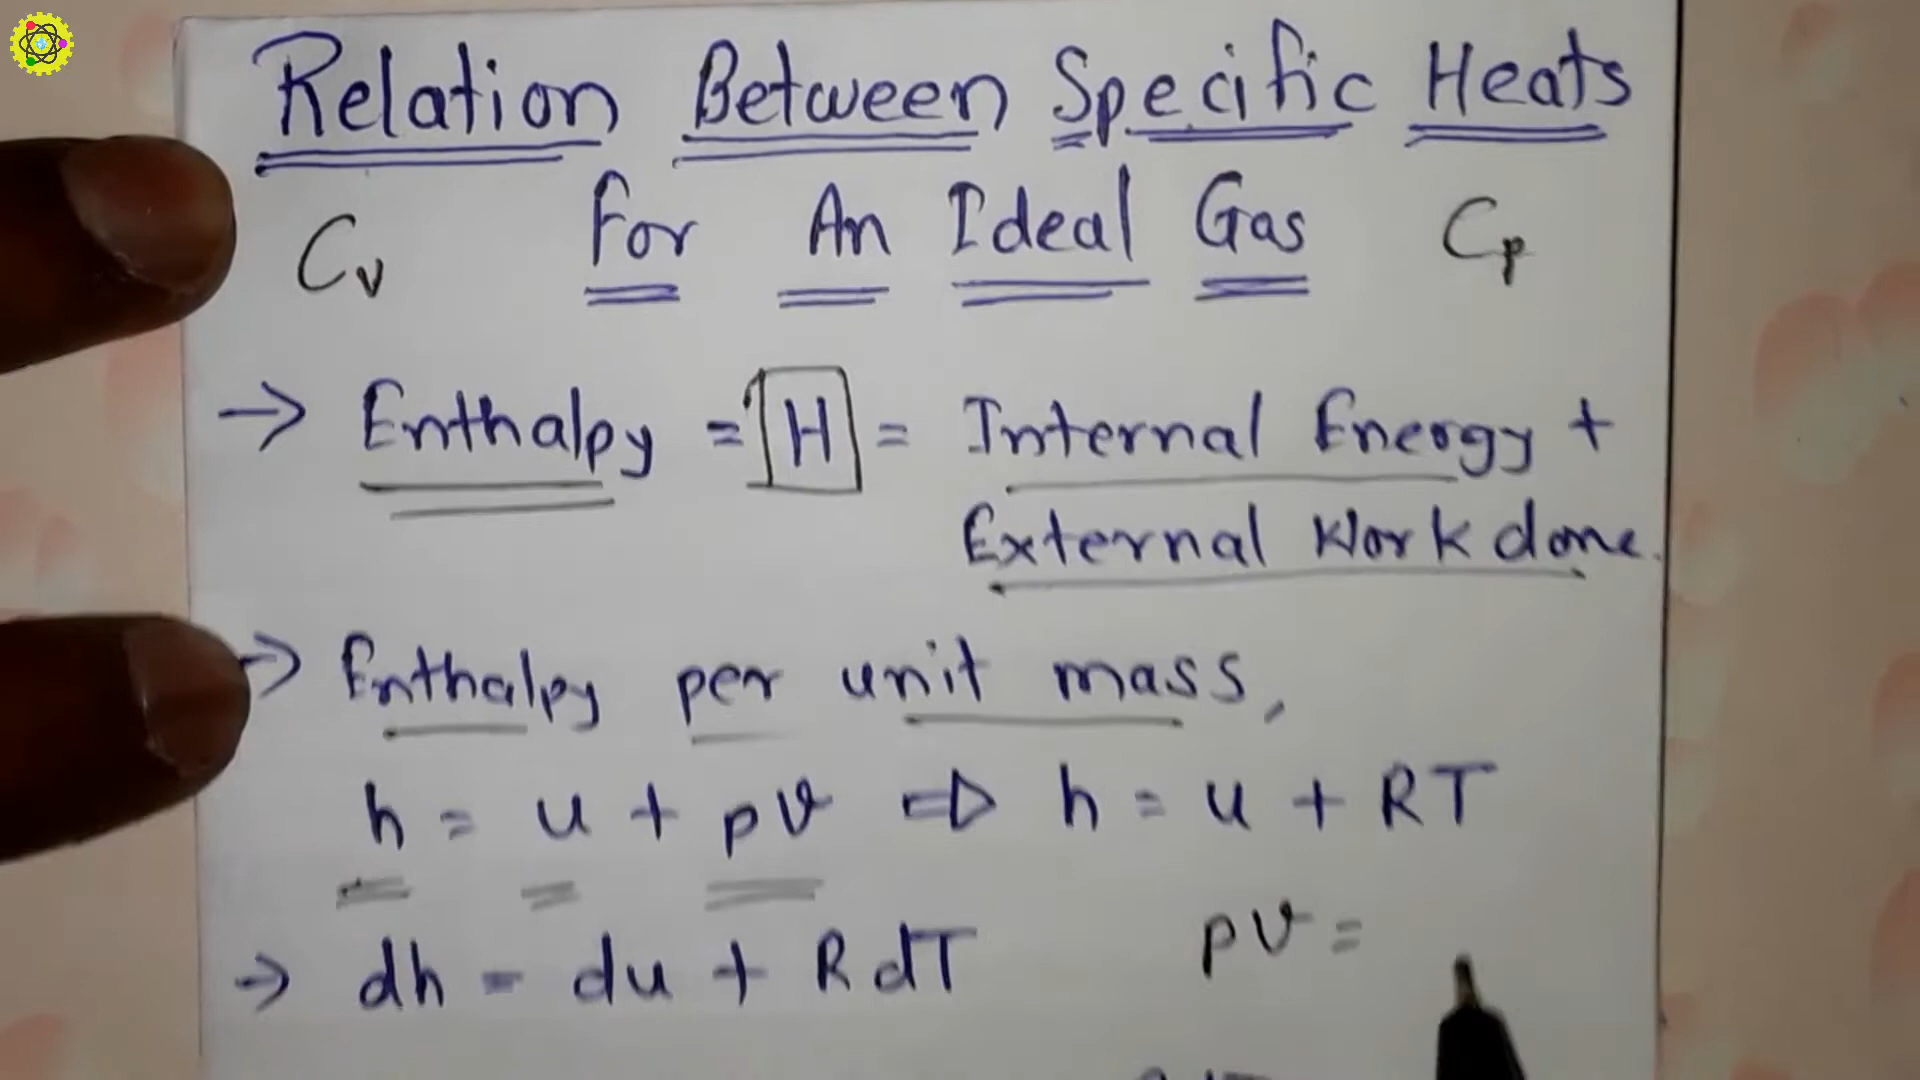 Relation Between Specific Heats
Cv For An Ideal Gas Cp
→ Enthalpy = H = Internal Energy +
External Work done.
→ Enthalpy per unit mass,
h = u + pv ⇒ h = u + RT
pv =
→ dh = du + RdT